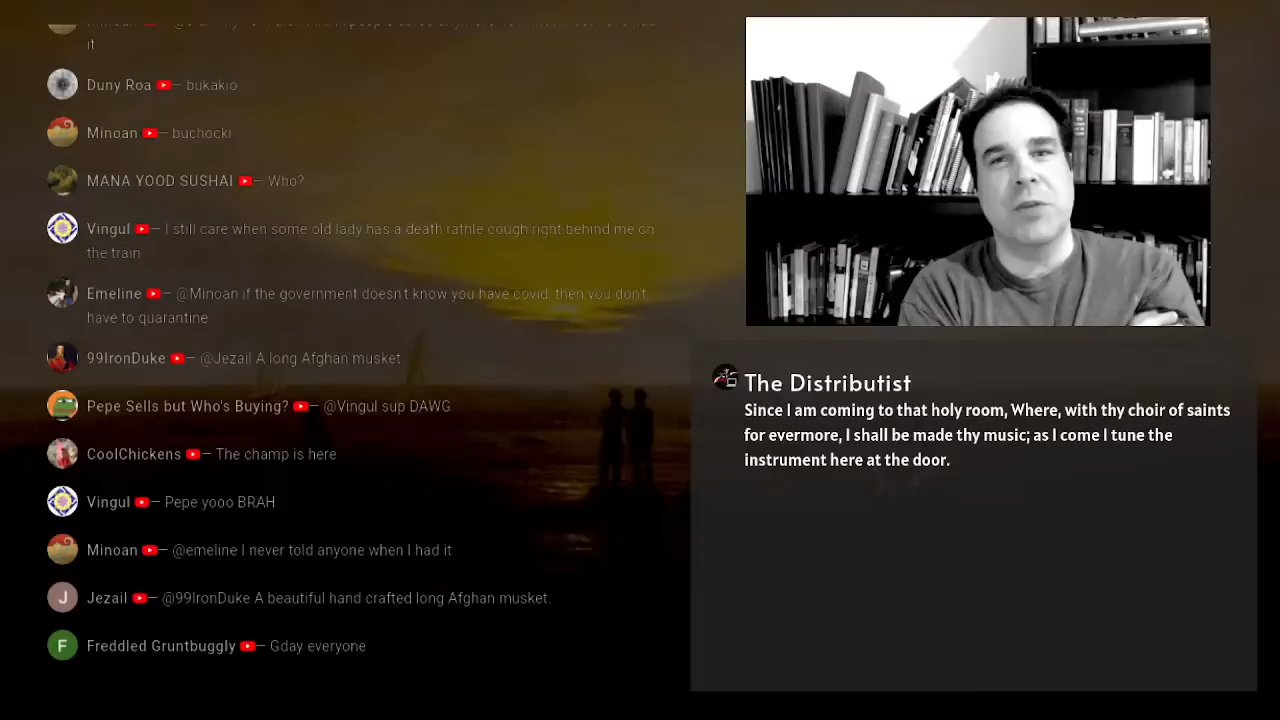 it
Duny Roa — bukakio
Minoan — buchocki
MANA YOOD SUSHAI — Who?
Vingul — I still care when some old lady has a death rathle cough right behind me on
the train
Emeline — @Minoan if the government doesn't know you have covid, then you don't
have to quarantine
99IronDuke — @Jezail A long Afghan musket
Pepe Sells but Who's Buying? — @Vingul sup DAWG
CoolChickens — The champ is here
Vingul — Pepe yooo BRAH
Minoan — @emeline I never told anyone when I had it
J
Jezail — @99IronDuke A beautiful hand crafted long Afghan musket.
F
Freddled Gruntbuggly — Gday everyone
The Distributist
Since I am coming to that holy room, Where, with thy choir of saints
for evermore, I shall be made thy music; as I come I tune the
instrument here at the door.